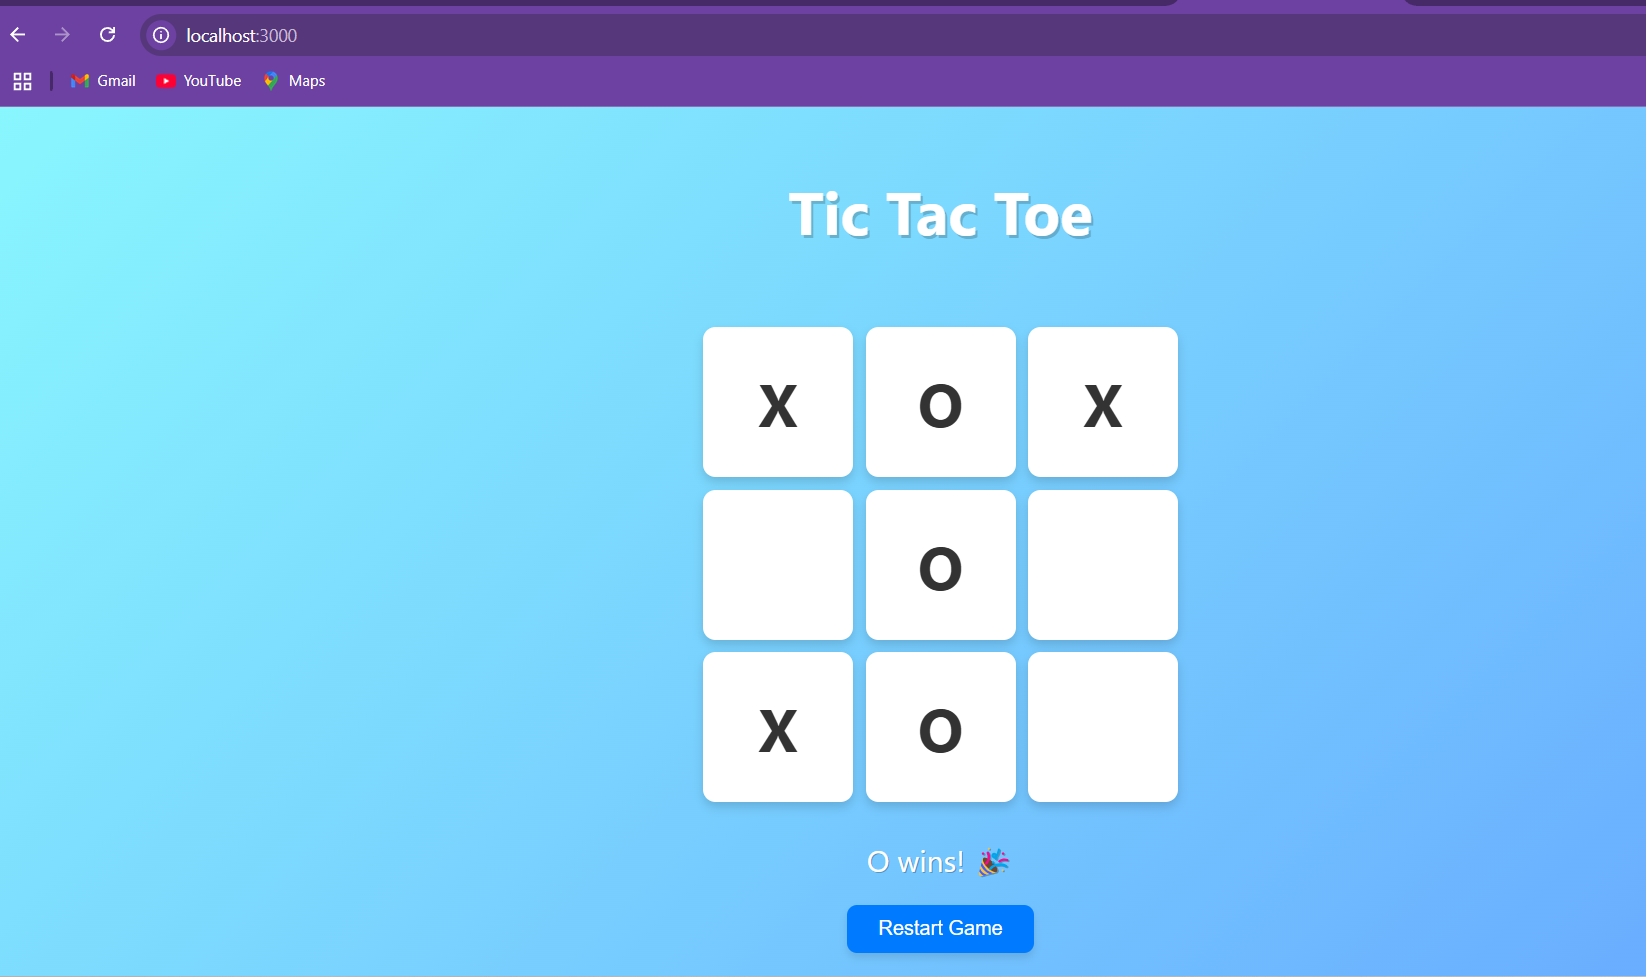 localhost:3000
Gmail YouTube Maps
Tic Tac Toe
X O X
O
X O
O wins! 🎉
Restart Game